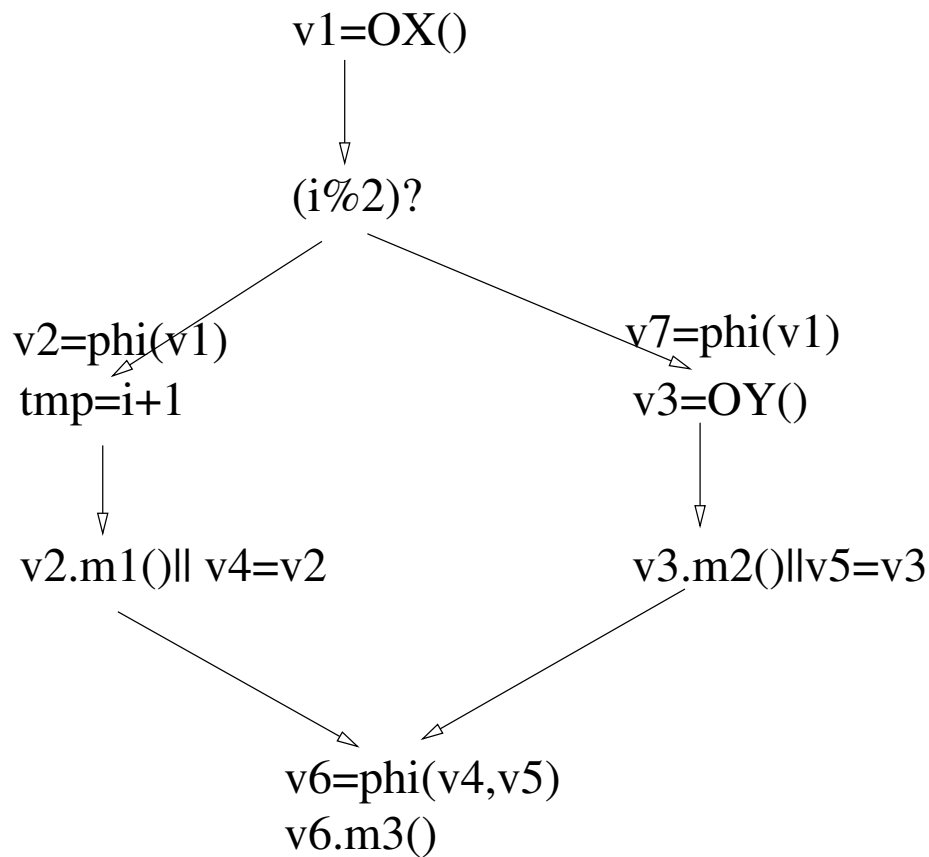 v1=OX()
(i%2)?
v2=phi(v1)
tmp=i+1
v7=phi(v1)
v3=OY()
v2.m1()|| v4=v2
v3.m2()||v5=v3
v6=phi(v4,v5)
v6.m3()